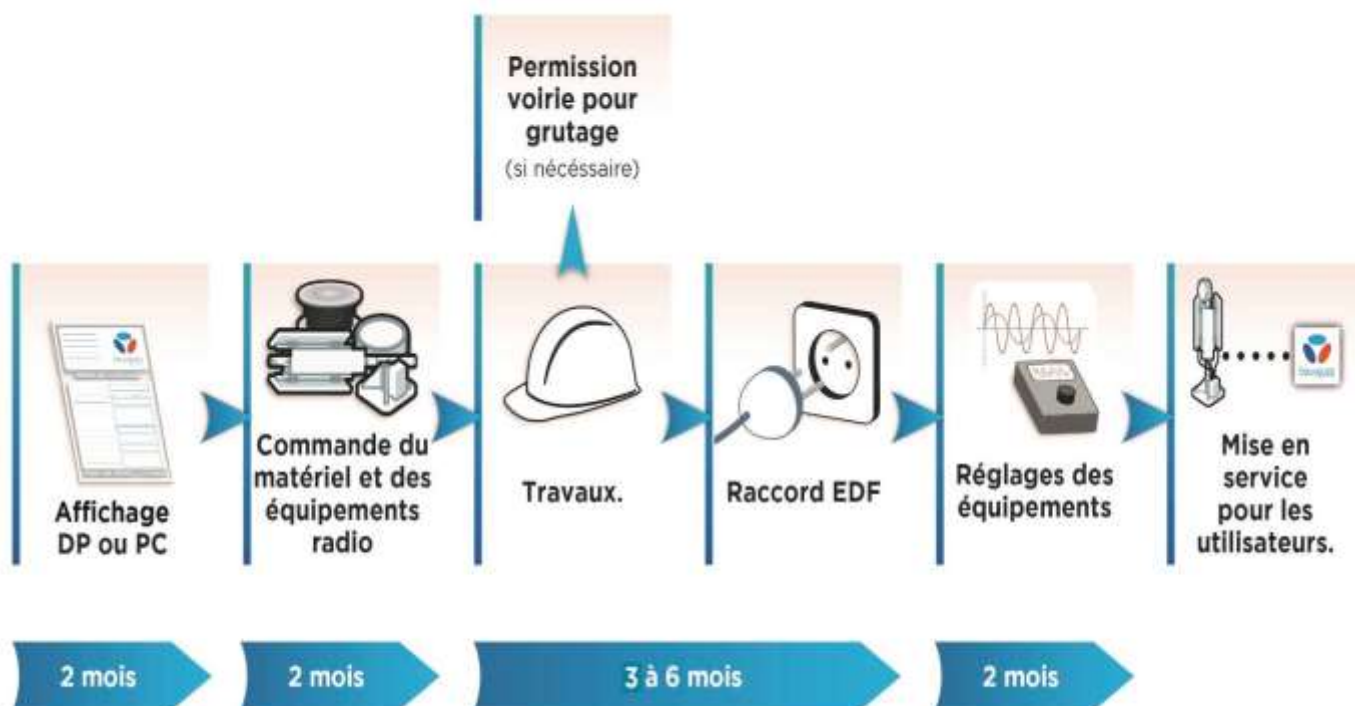 Permission
voirie pour
grutage
(si nécéssaire)
Affichage
DP ou PC
Commande du
matériel et des
équipements
radio
Travaux.
Raccord EDF
Réglages des
équipements
Mise en
service
pour les
utilisateurs.
2 mois
2 mois
3 à 6 mois
2 mois